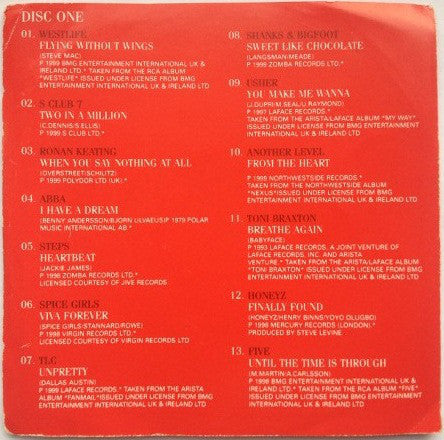 DISC ONE
01. WESTLIFE
FLYING WITHOUT WINGS
(STEVE MAC)
P 1999 BMG ENTERTAINMENT INTERNATIONAL UK &
IRELAND LTD.* TAKEN FROM THE RCA ALBUM
"WESTLIFE" ISSUED UNDER LICENSE FROM BMG
ENTERTAINMENT INTERNATIONAL UK & IRELAND LTD
02. S CLUB 7
TWO IN A MILLION
(C.DENNIS/S ELLIS)
P 1999 S CLUB LTD.*
03. RONAN KEATING
WHEN YOU SAY NOTHING AT ALL
(OVERSTREET/SCHLITZ)
P 1999 POLYDOR LTD (UK).*
04 ABBA
I HAVE A DREAM
(BENNY ANDERSSON/BJORN ULVAEUS)P 1979 POLAR
MUSIC INTERNATIONAL AB *
05 STEPS
HEARTBEAT
(JACKIE JAMES)
P 1998 ZOMBA RECORDS LTD.*
LICENSED COURTESY OF JIVE RECORDS
06. SPICE GIRLS
VIVA FOREVER
(SPICE GIRLS/STANNARD/ROWE)
P 1998 VIRGIN RECORDS LTD *
LICENSED COURTESY OF VIRGIN RECORDS LTD
07. TLC
UNPRETTY
(DALLAS AUSTIN)
P 1999 LAFACE RECORDS.* TAKEN FROM THE ARISTA
ALBUM "FANMAIL" ISSUED UNDER LICENSE FROM BMG
ENTERTAINMENT INTERNATIONAL UK & IRELAND LTD
08. SHANKS & BIGFOOT
SWEET LIKE CHOCOLATE
(LANGSMAN/MEADE)
P 1999 ZOMBA RECORDS LTD.*
09. USHER
YOU MAKE ME WANNA
(J.DUPRI/M.SEAL/U.RAYMOND)
P 1997 LAFACE RECORDS.*
TAKEN FROM THE ARISTA/LAFACE ALBUM "MY WAY"
ISSUED UNDER LICENSE FROM BMG ENTERTAINMENT
INTERNATIONAL UK & IRELAND LTD
10. ANOTHER LEVEL
FROM THE HEART
P 1999 NORTHWESTSIDE RECORDS *
TAKEN FROM THE NORTHWESTSIDE ALBUM
"NEXUS" ISSUED UNDER LICENSE FROM BMG
ENTERTAINMENT INTERNATIONAL UK & IRELAND LTD
11. TONI BRAXTON
BREATHE AGAIN
(BABYFACE)
P 1993 LAFACE RECORDS, A JOINT VENTURE OF
LAFACE RECORDS, INC. AND ARISTA
VENTURE * TAKEN FROM THE ARISTA/LAFACE ALBUM
"TONI BRAXTON" ISSUED UNDER LICENSE FROM BMG
ENTERTAINMENT INTERNATIONAL UK & IRELAND LTD
12. HONEYZ
FINALLY FOUND
(HONEYZ/HENRY BINNS/YOYO OLUGBO)
P 1998 MERCURY RECORDS (LONDON).*
PRODUCED BY STEVE LEVINE
13. FIVE
UNTIL THE TIME IS THROUGH
(M.MARTIN/A.CARLSSON)
P 1998 BMG ENTERTAINMENT INTERNATIONAL UK &
IRELAND LTD.* TAKEN FROM THE RCA ALBUM "FIVE"
ISSUED UNDER LICENSE FROM BMG
ENTERTAINMENT INTERNATIONAL UK & IRELAND LTD